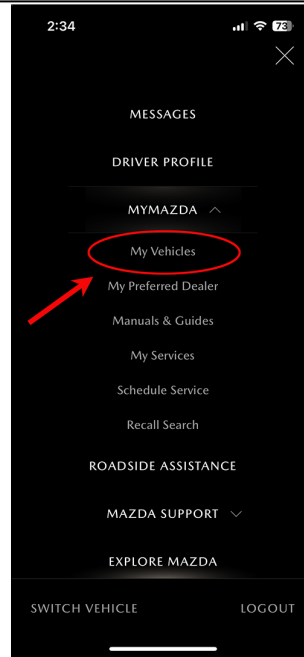 2:34
73
MESSAGES
DRIVER PROFILE
MYMAZDA
My Vehicles
My Preferred Dealer
Manuals & Guides
My Services
Schedule Service
Recall Search
ROADSIDE ASSISTANCE
MAZDA SUPPORT
EXPLORE MAZDA
SWITCH VEHICLE LOGOUT